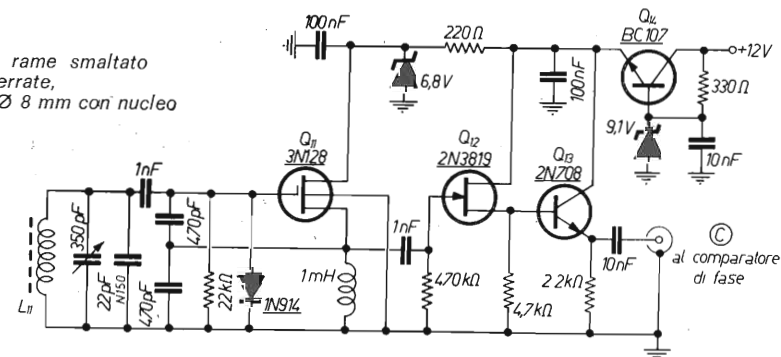 rame smaltato
errate,
Ø 8 mm con nucleo
100nF
6,8V
220Ω
100nF
Q14
BC107
+12V
330Ω
9,1V
10nF
Q11
3N128
Q12
2N3819
Q13
2N708
1nF
350pF
22pF
N150
470pF
470pF
22kΩ
1N914
1mH
1nF
470kΩ
4,7kΩ
2.2kΩ
10nF
C
al comparatore
di fase
L11